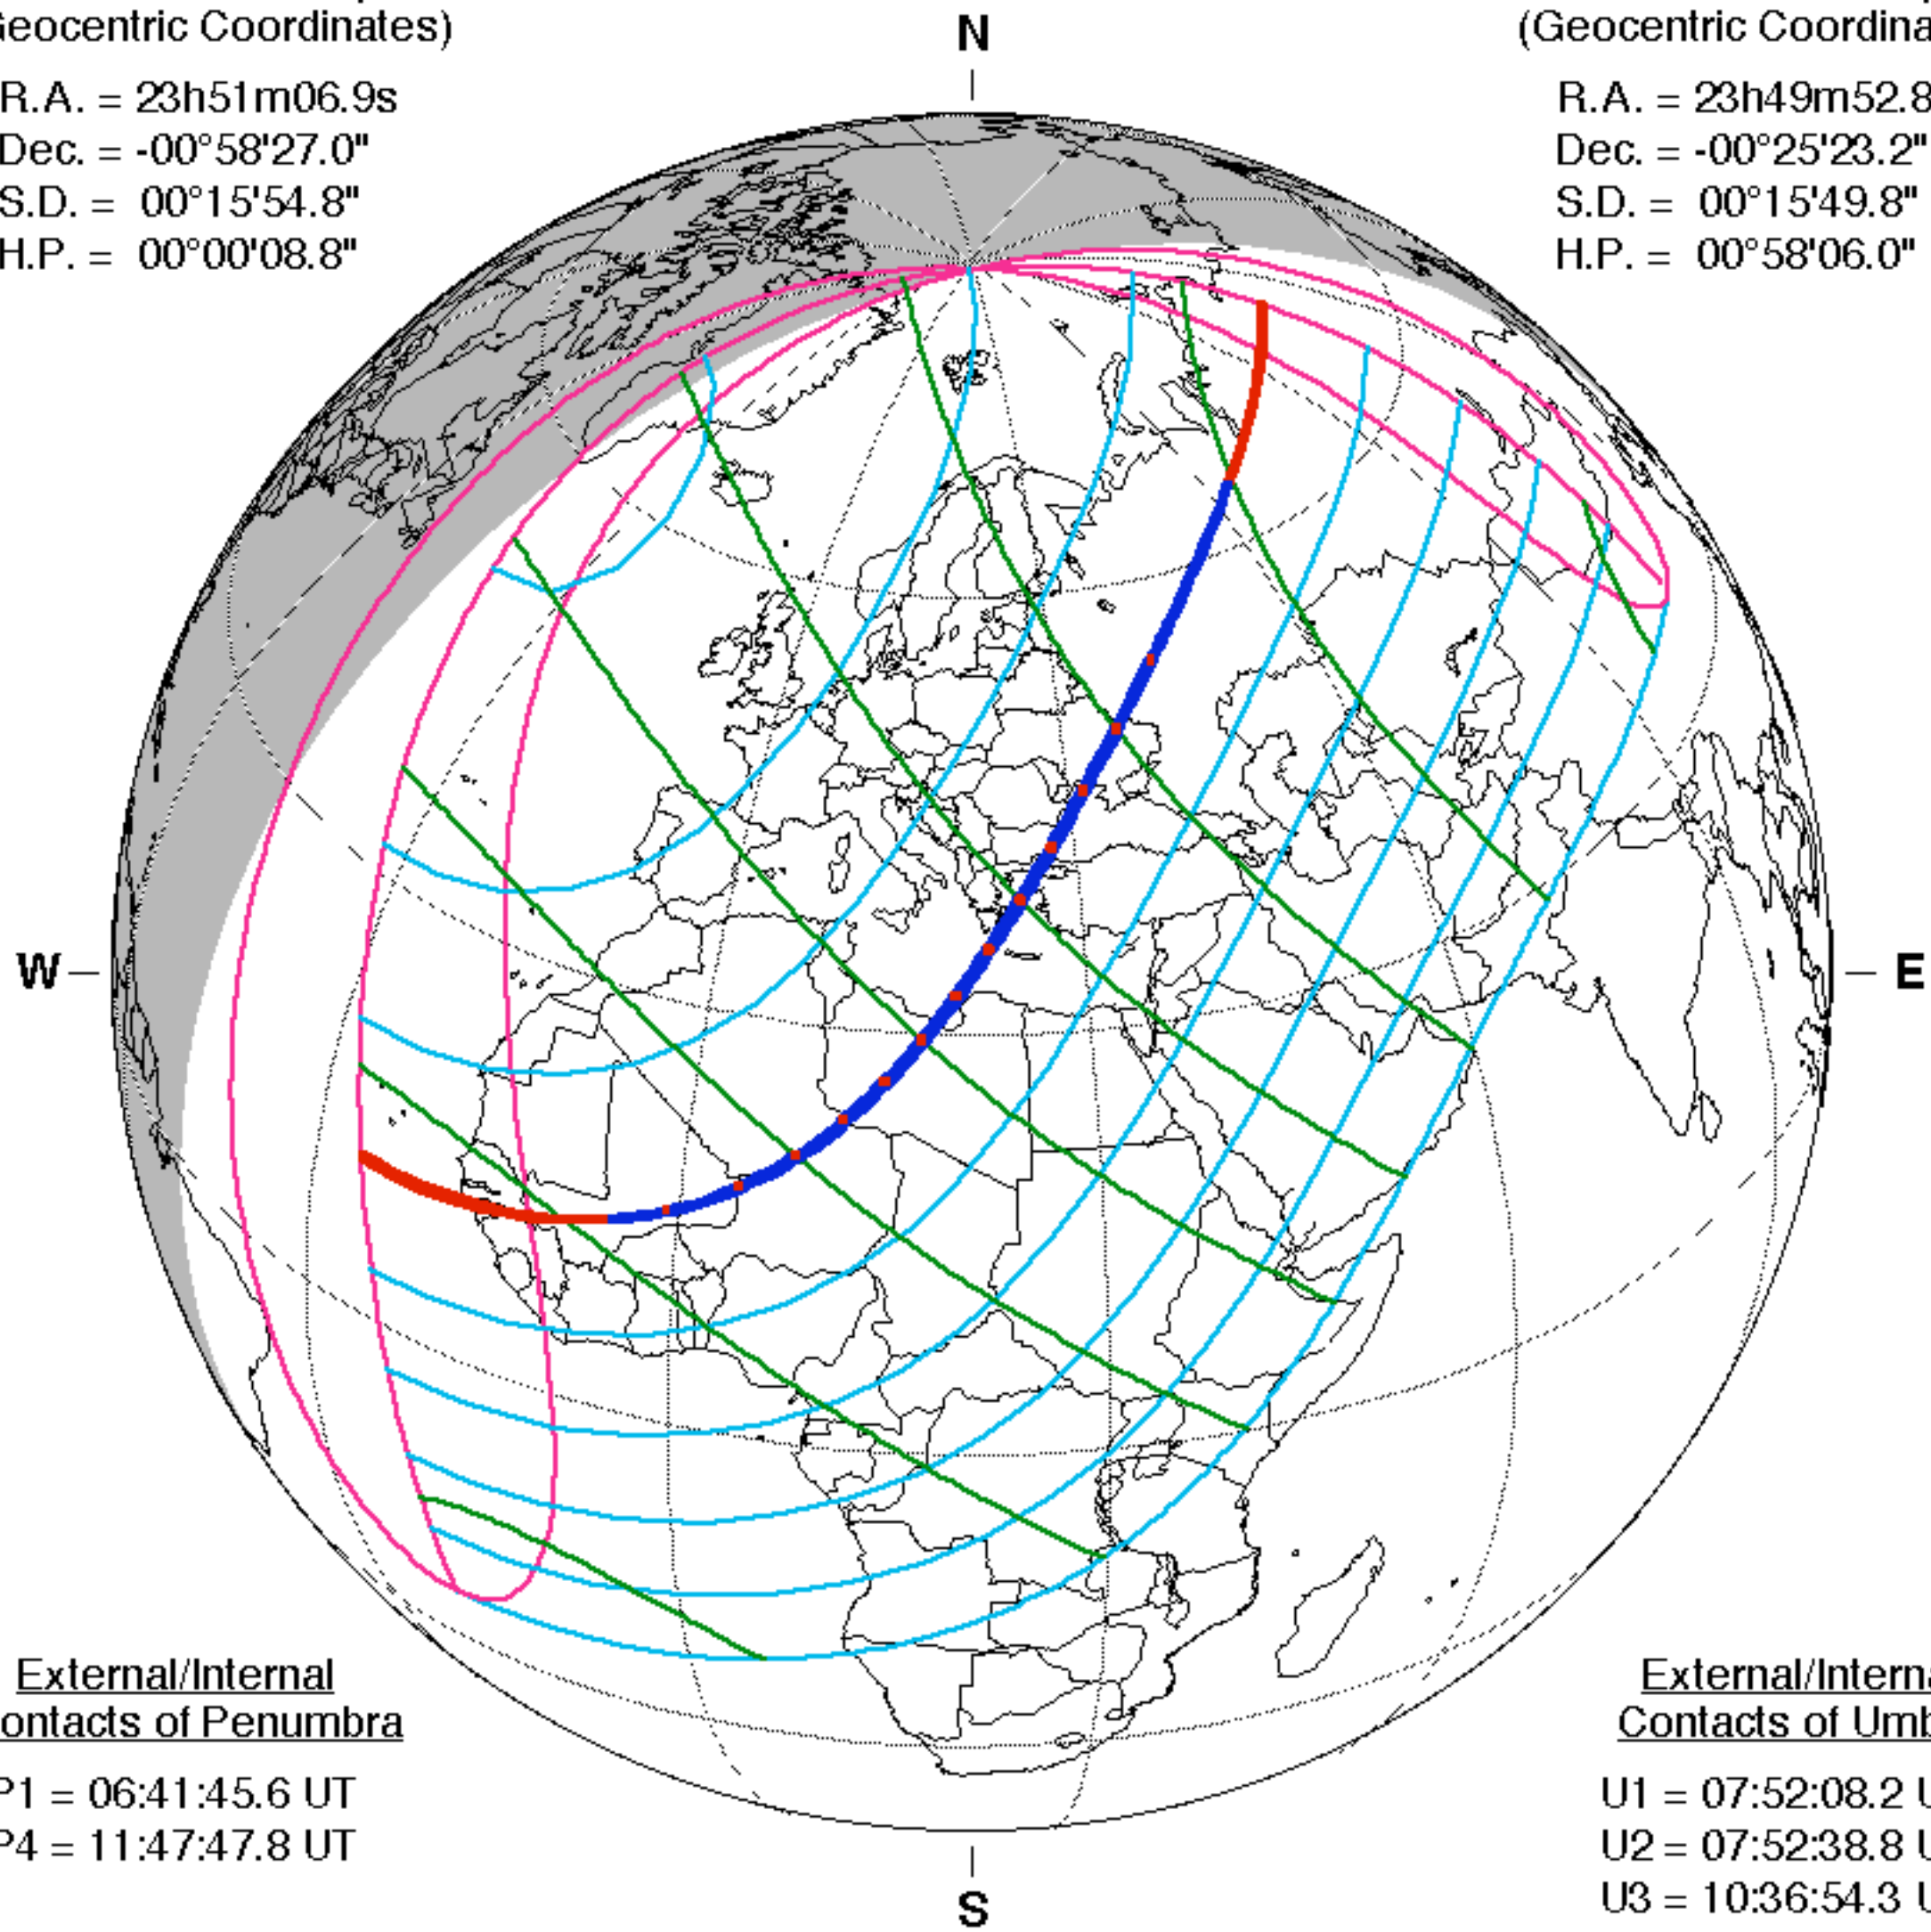 eocentric Coordinates)
R.A. = 23h51m06.9s
Dec. = -00°58'27.0"
S.D. = 00°15'54.8"
H.P. = 00°00'08.8"
N
(Geocentric Coordina
R.A. = 23h49m52.8
Dec. = -00°25'23.2"
S.D. = 00°15'49.8"
H.P. = 00°58'06.0"
W
E
External/Internal
ontacts of Penumbra
P1 = 06:41:45.6 UT
P4 = 11:47:47.8 UT
S
External/Interna
Contacts of Umb
U1 = 07:52:08.2 U
U2 = 07:52:38.8 U
U3 = 10:36:54.3 U